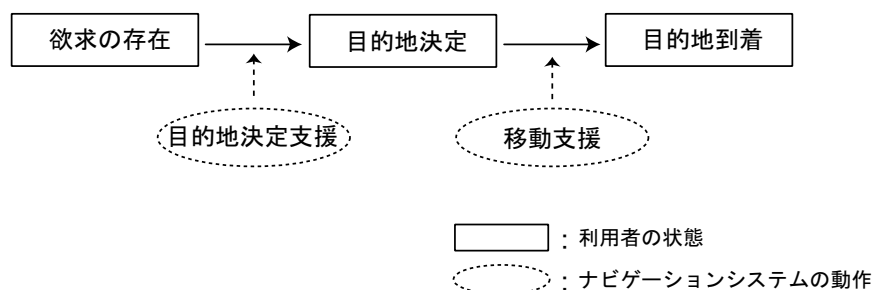 欲求の存在
目的地決定
目的地到着
目的地決定支援
移動支援
：利用者の状態
：ナビゲーションシステムの動作